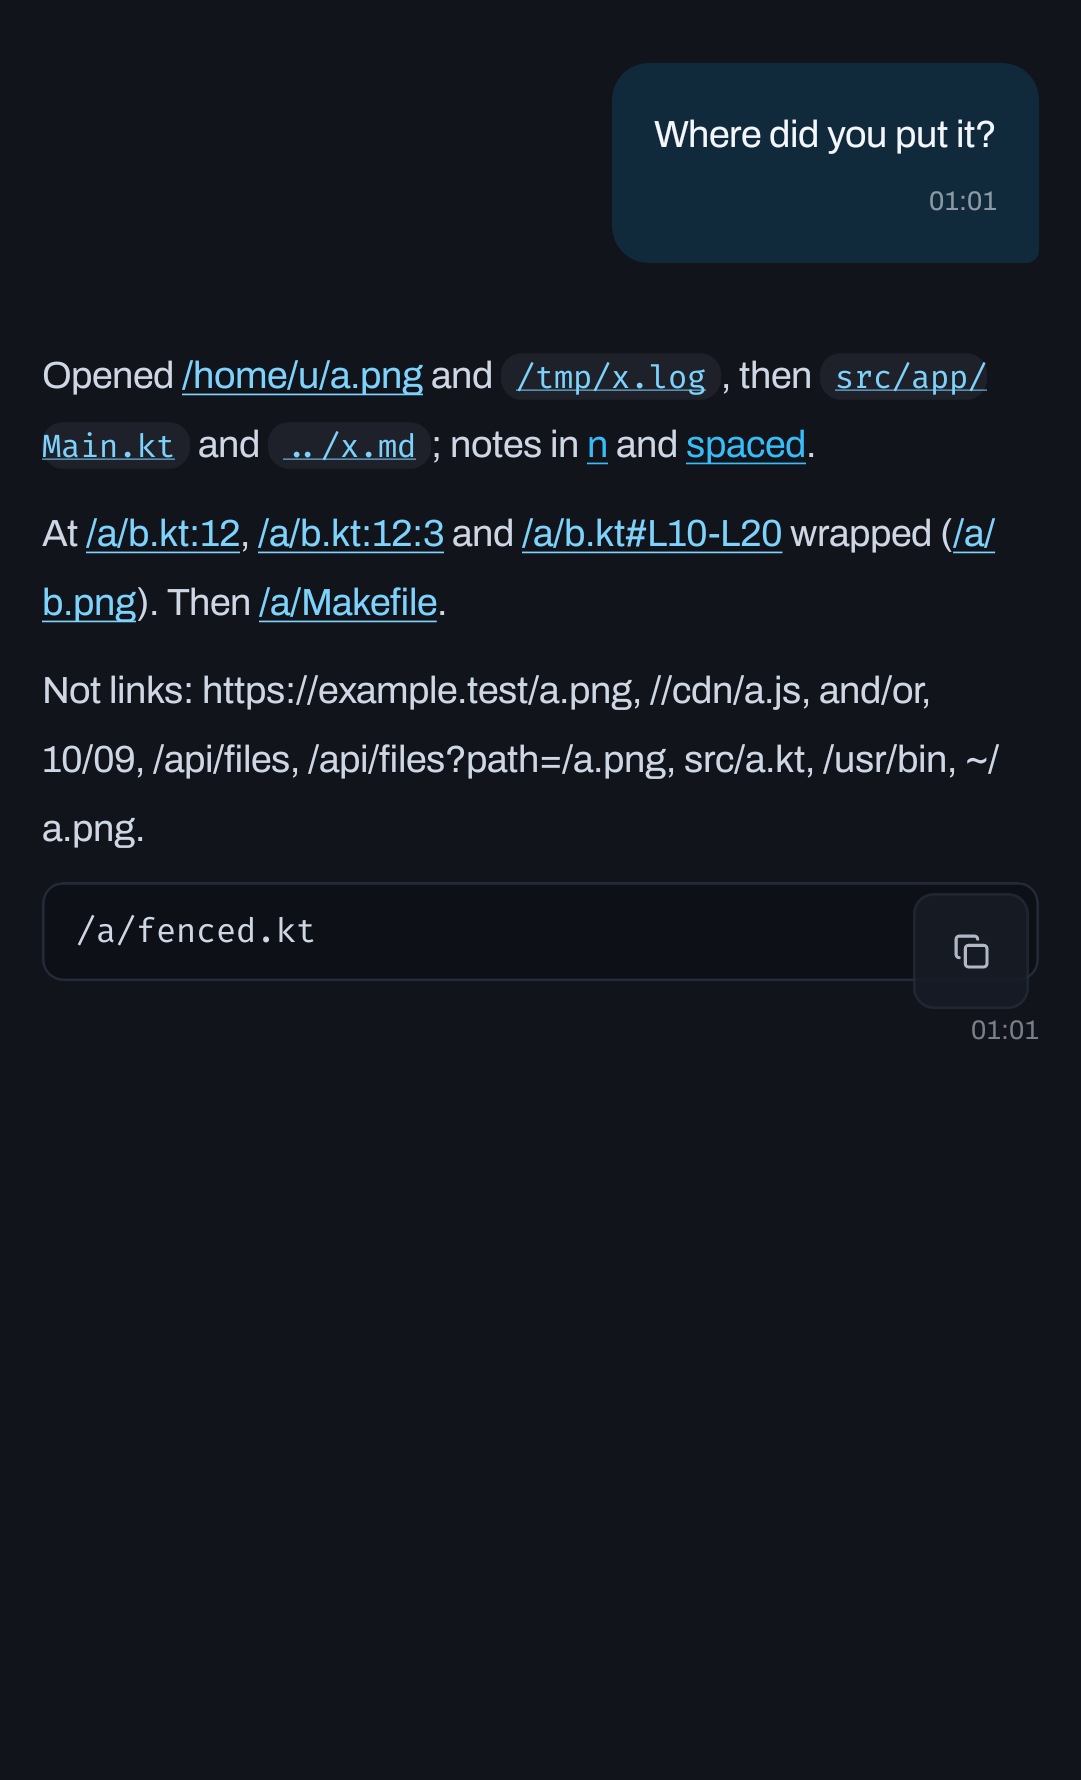 Where did you put it?
01:01
Opened /home/u/a.png and /tmp/x.log, then src/app/
Main.kt and ../x.md; notes in n and spaced.
At /a/b.kt:12, /a/b.kt:12:3 and /a/b.kt#L10-L20 wrapped (/a/
b.png). Then /a/Makefile.
Not links: https://example.test/a.png, //cdn/a.js, and/or,
10/09, /api/files, /api/files?path=/a.png, src/a.kt, /usr/bin, ~/
a.png.
/a/fenced.kt
01:01